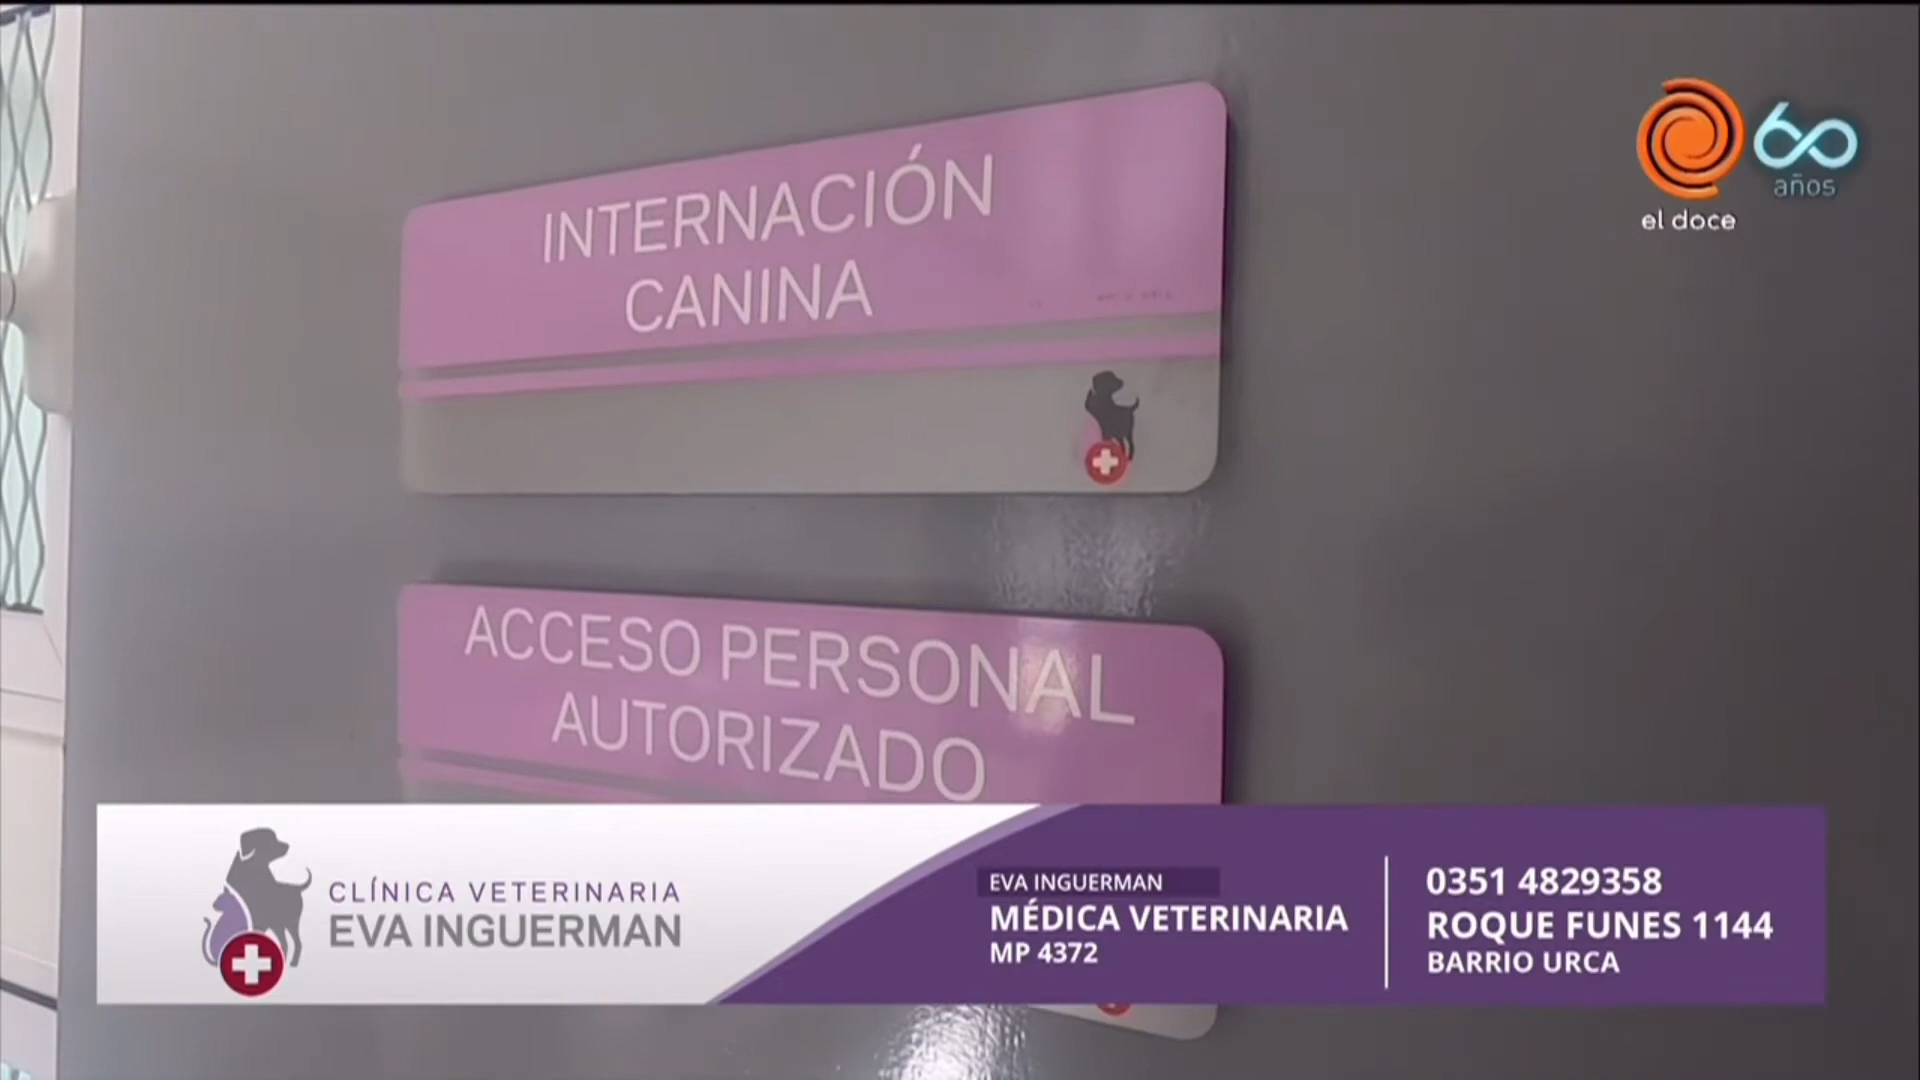 INTERNACIÓN
CANINA
60
años
el doce
ACCESO PERSONAL
AUTORIZADO
CLÍNICA VETERINARIA
EVA INGUERMAN
EVA INGUERMAN
MÉDICA VETERINARIA
MP 4372
0351 4829358
ROQUE FUNES 1144
BARRIO URCA